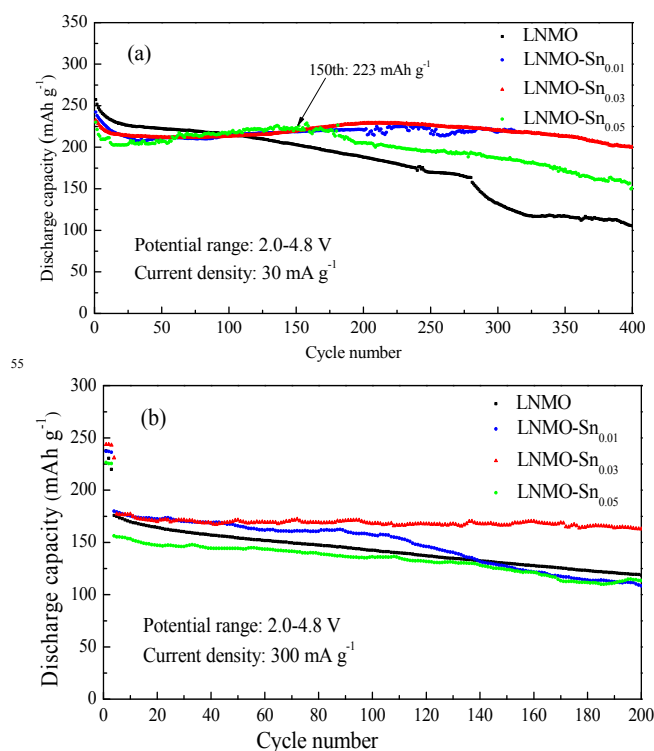 350
(a)
LNMO
300
LNMO-Sn0.01
150th: 223 mAh g-1
LNMO-Sn0.03
250
LNMO-Sn0.05
200
150
100
Potential range: 2.0-4.8 V
50
Current density: 30 mA g-1
0
Discharge capacity (mAh g-1)
0 50 100 150 200 250 300 350 400
Cycle number
55
300
(b)
LNMO
LNMO-Sn0.01
250
LNMO-Sn0.03
LNMO-Sn0.05
200
150
100
Potential range: 2.0-4.8 V
50
Current density: 300 mA g-1
0
Discharge capacity (mAh g-1)
0 20 40 60 80 100 120 140 160 180 200
Cycle number